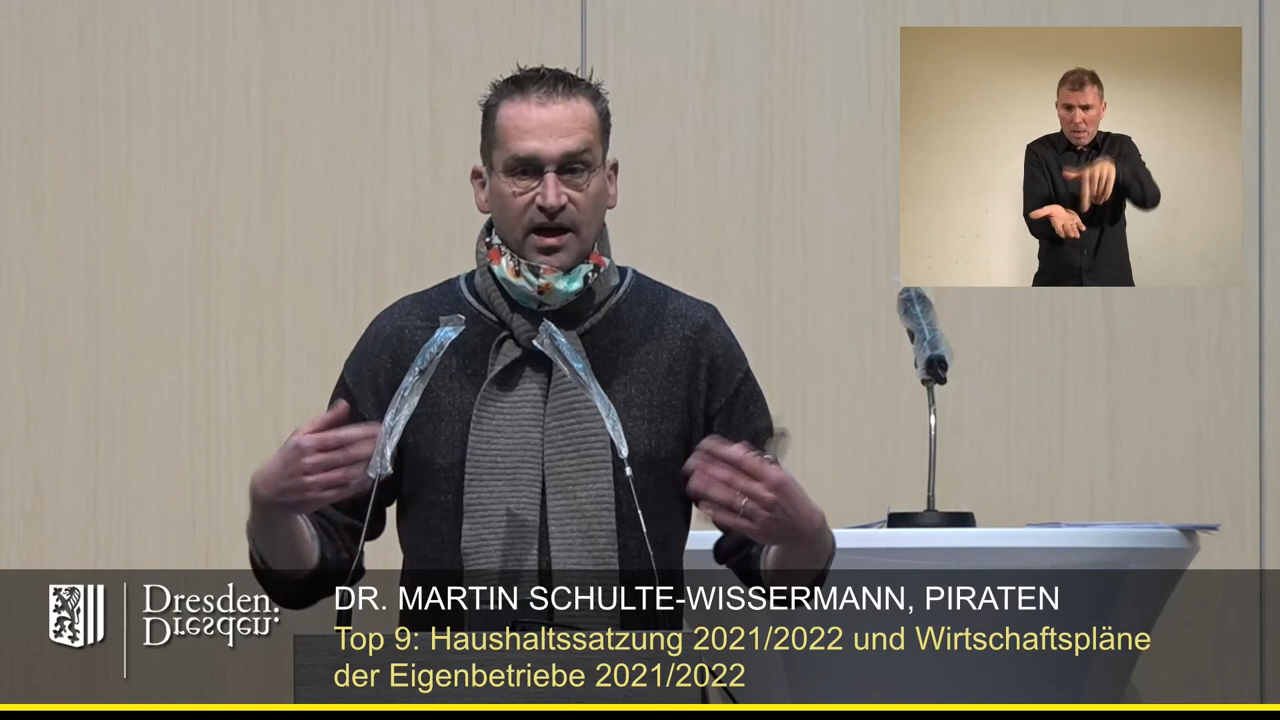 Dresden.
Dresden.
DR. MARTIN SCHULTE-WISSERMANN, PIRATEN
Top 9: Haushaltssatzung 2021/2022 und Wirtschaftspläne
der Eigenbetriebe 2021/2022